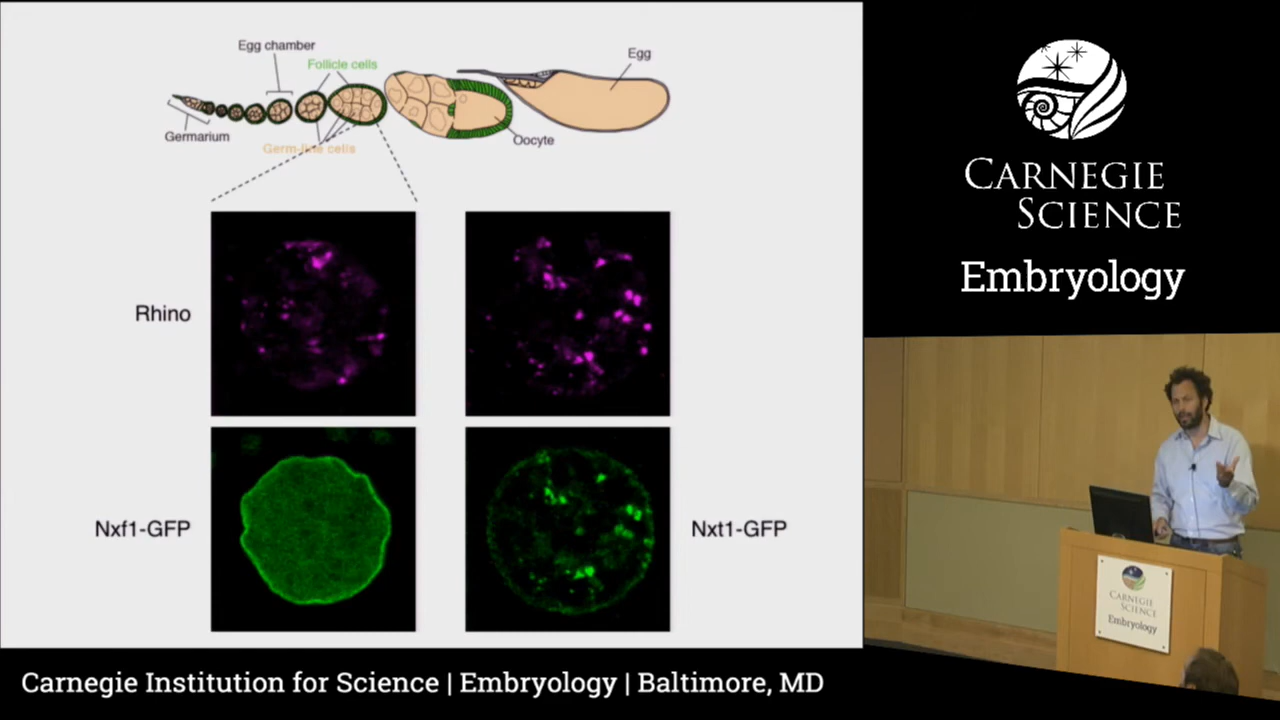 Egg chamber
Follicle cells
Egg
Germarium
Germ-line cells
Oocyte
Rhino
Nxf1-GFP
Nxt1-GFP
CARNEGIE
SCIENCE
Embryology
CARNEGIE
SCIENCE
Embryology
Carnegie Institution for Science | Embryology | Baltimore, MD